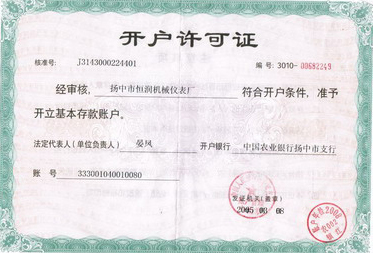 开户许可证
核准号: J3143000224401 编号: 3010-00682249
经审核, 扬中市恒润机械仪表厂 符合开户条件, 准予
开立基本存款账户。
法定代表人(单位负责人) 晏凤 开户银行 中国农业银行扬中市支行
账号 333001040010080
发证机关(盖章)
2005 08 08